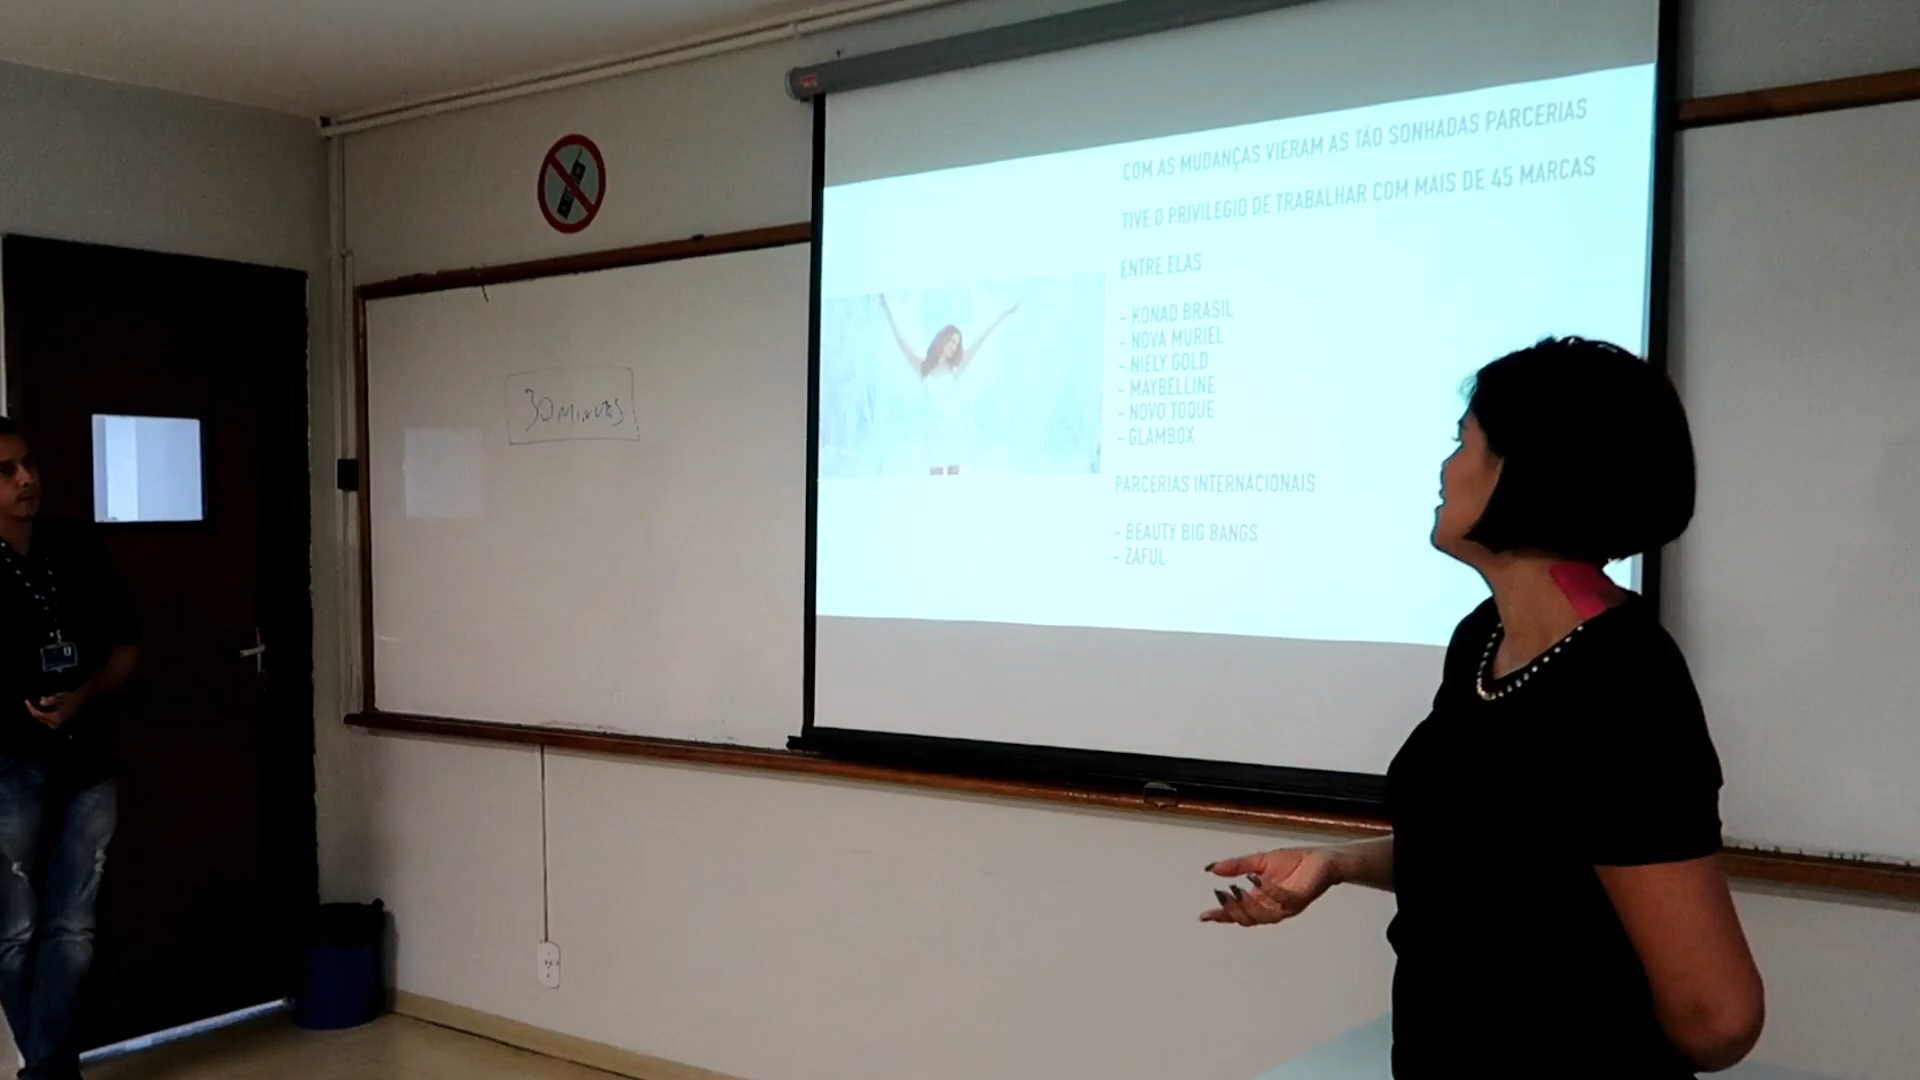 COM AS MUDANÇAS VIERAM AS TÃO SONHADAS PARCERIAS
TIVE O PRIVILEGIO DE TRABALHAR COM MAIS DE 45 MARCAS
ENTRE ELAS
- KONAD BRASIL
- NOVA MURIEL
- NIELY GOLD
- MAYBELLINE
- NOVO TOQUE
- GLAMBOX
PARCERIAS INTERNACIONAIS
- BEAUTY BIG BANGS
- ZAFUL
30